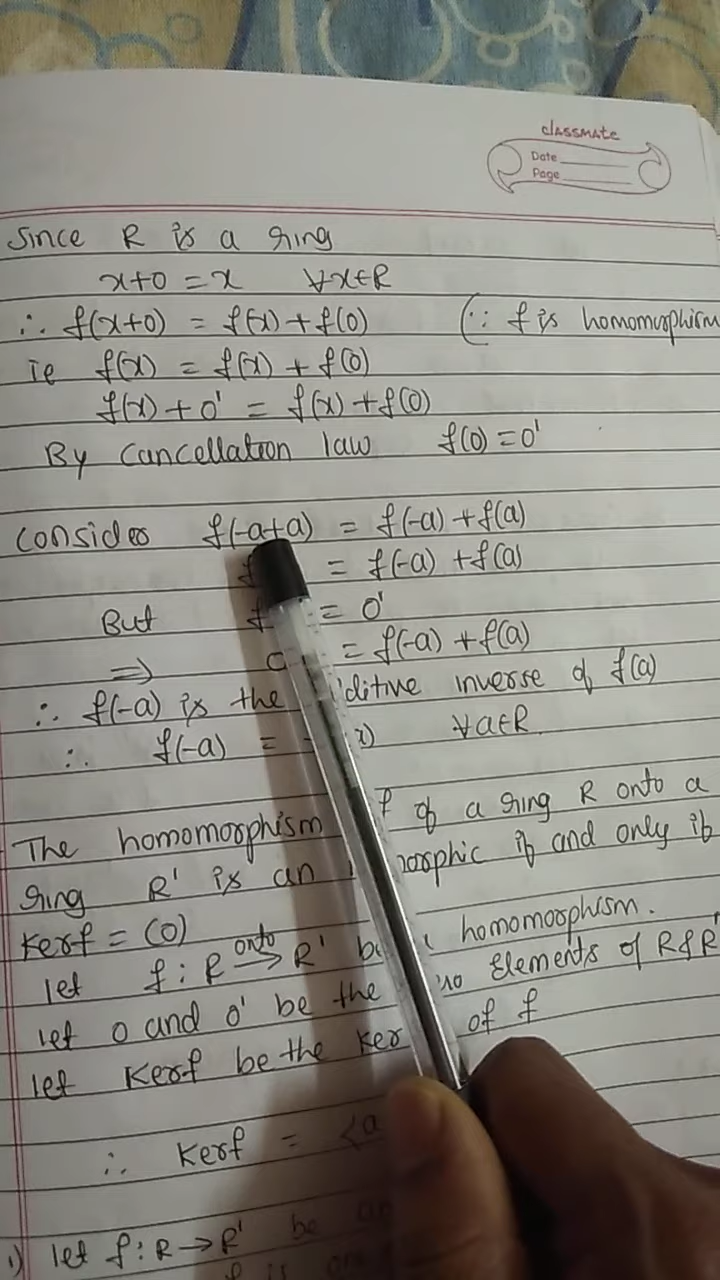 classmate
Date
Page
Since R is a ring
x+0 = x ∀x∈R
∴ f(x+0) = f(x)+f(0) (∵ f is homomorphism
ie f(x) = f(x) + f(0)
f(x)+0' = f(x)+f(0)
By Cancellation law f(0)=0'
Consider f(-a+a) = f(-a)+f(a)
= f(-a)+f(a)
But = 0'
⇒ = f(-a)+f(a)
∴ f(-a) is the inverse of f(a)
∴ f(-a) = ∀a∈R
The homomorphism f of a ring R onto a
ring R' is an if and only if
Kerf = (0)
let f : R onto→ R' homomorphism.
let 0 and 0' be the Elements of R & R'
let Kerf be the of f
∴ Kerf = {a
1) let f : R → R' be